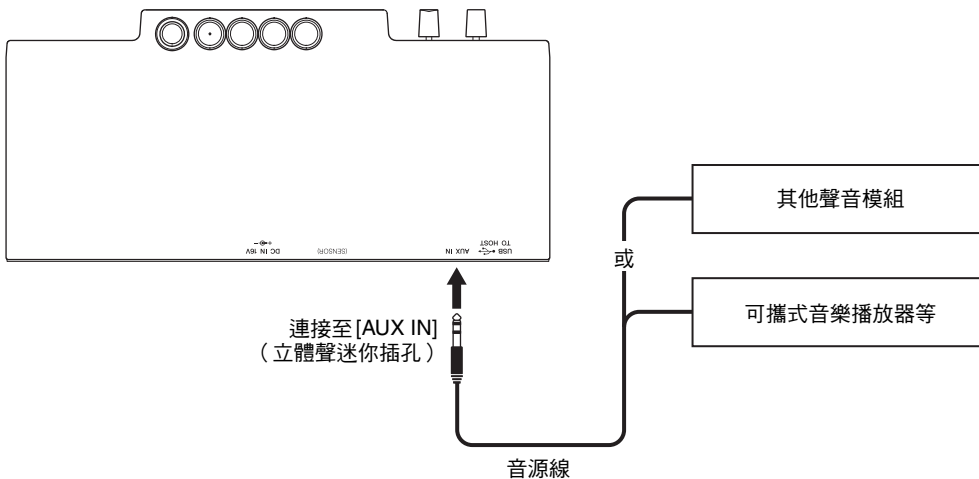 DC IN 16V
(SENSOR)
AUX IN
USB
TO HOST
其他聲音模組
或
可攜式音樂播放器等
連接至[AUX IN]
（立體聲迷你插孔）
音源線